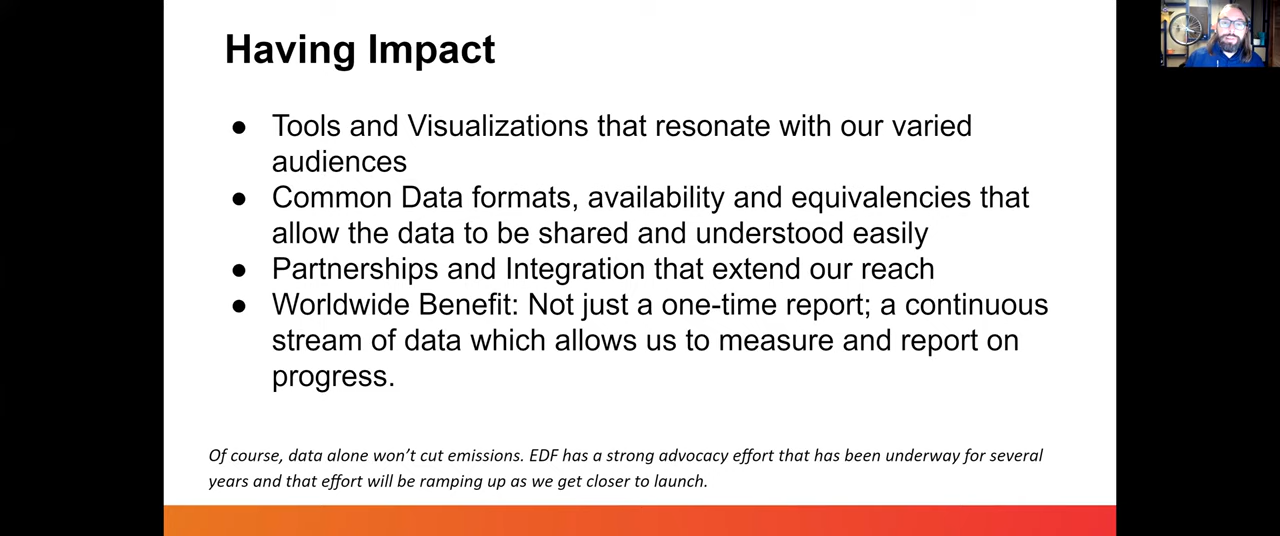 Having Impact
● Tools and Visualizations that resonate with our varied
audiences
● Common Data formats, availability and equivalencies that
allow the data to be shared and understood easily
● Partnerships and Integration that extend our reach
● Worldwide Benefit: Not just a one-time report; a continuous
stream of data which allows us to measure and report on
progress.
Of course, data alone won’t cut emissions. EDF has a strong advocacy effort that has been underway for several
years and that effort will be ramping up as we get closer to launch.